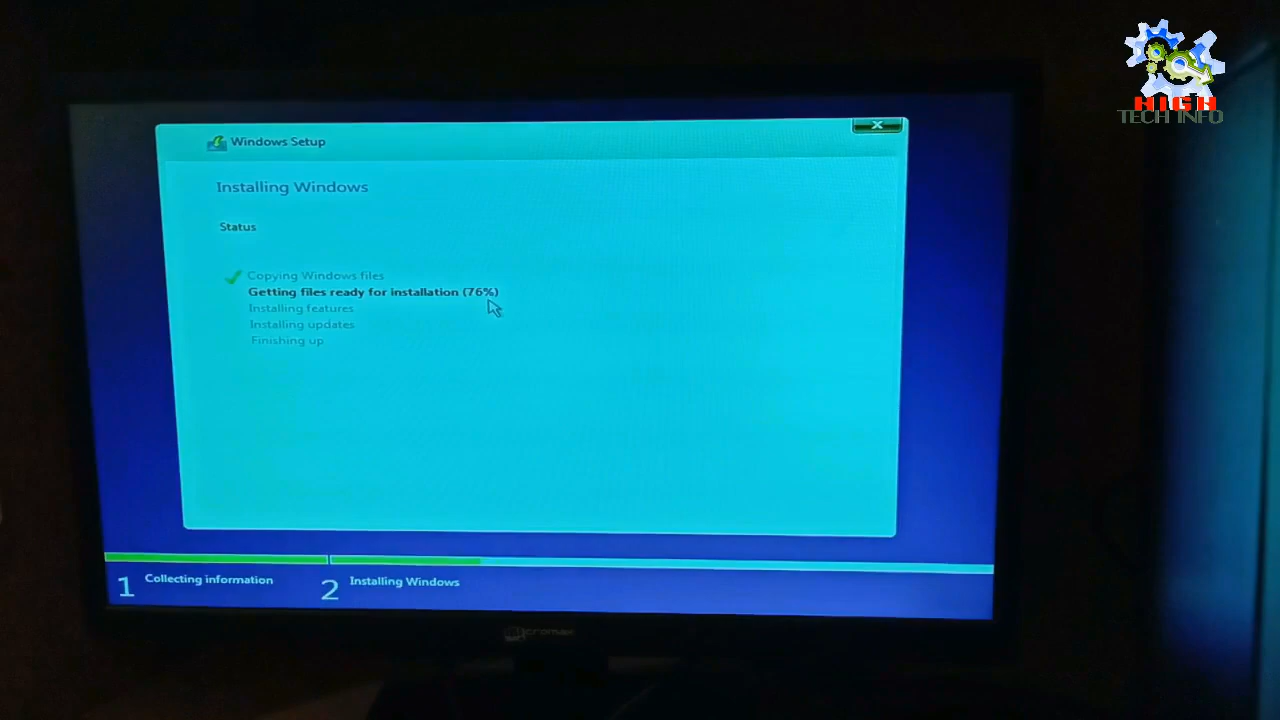 HIGH
TECH INFO
Windows Setup
Installing Windows
Status
Copying Windows files
Getting files ready for installation (76%)
Installing features
Installing updates
Finishing up
1 Collecting information
2 Installing Windows
micromax